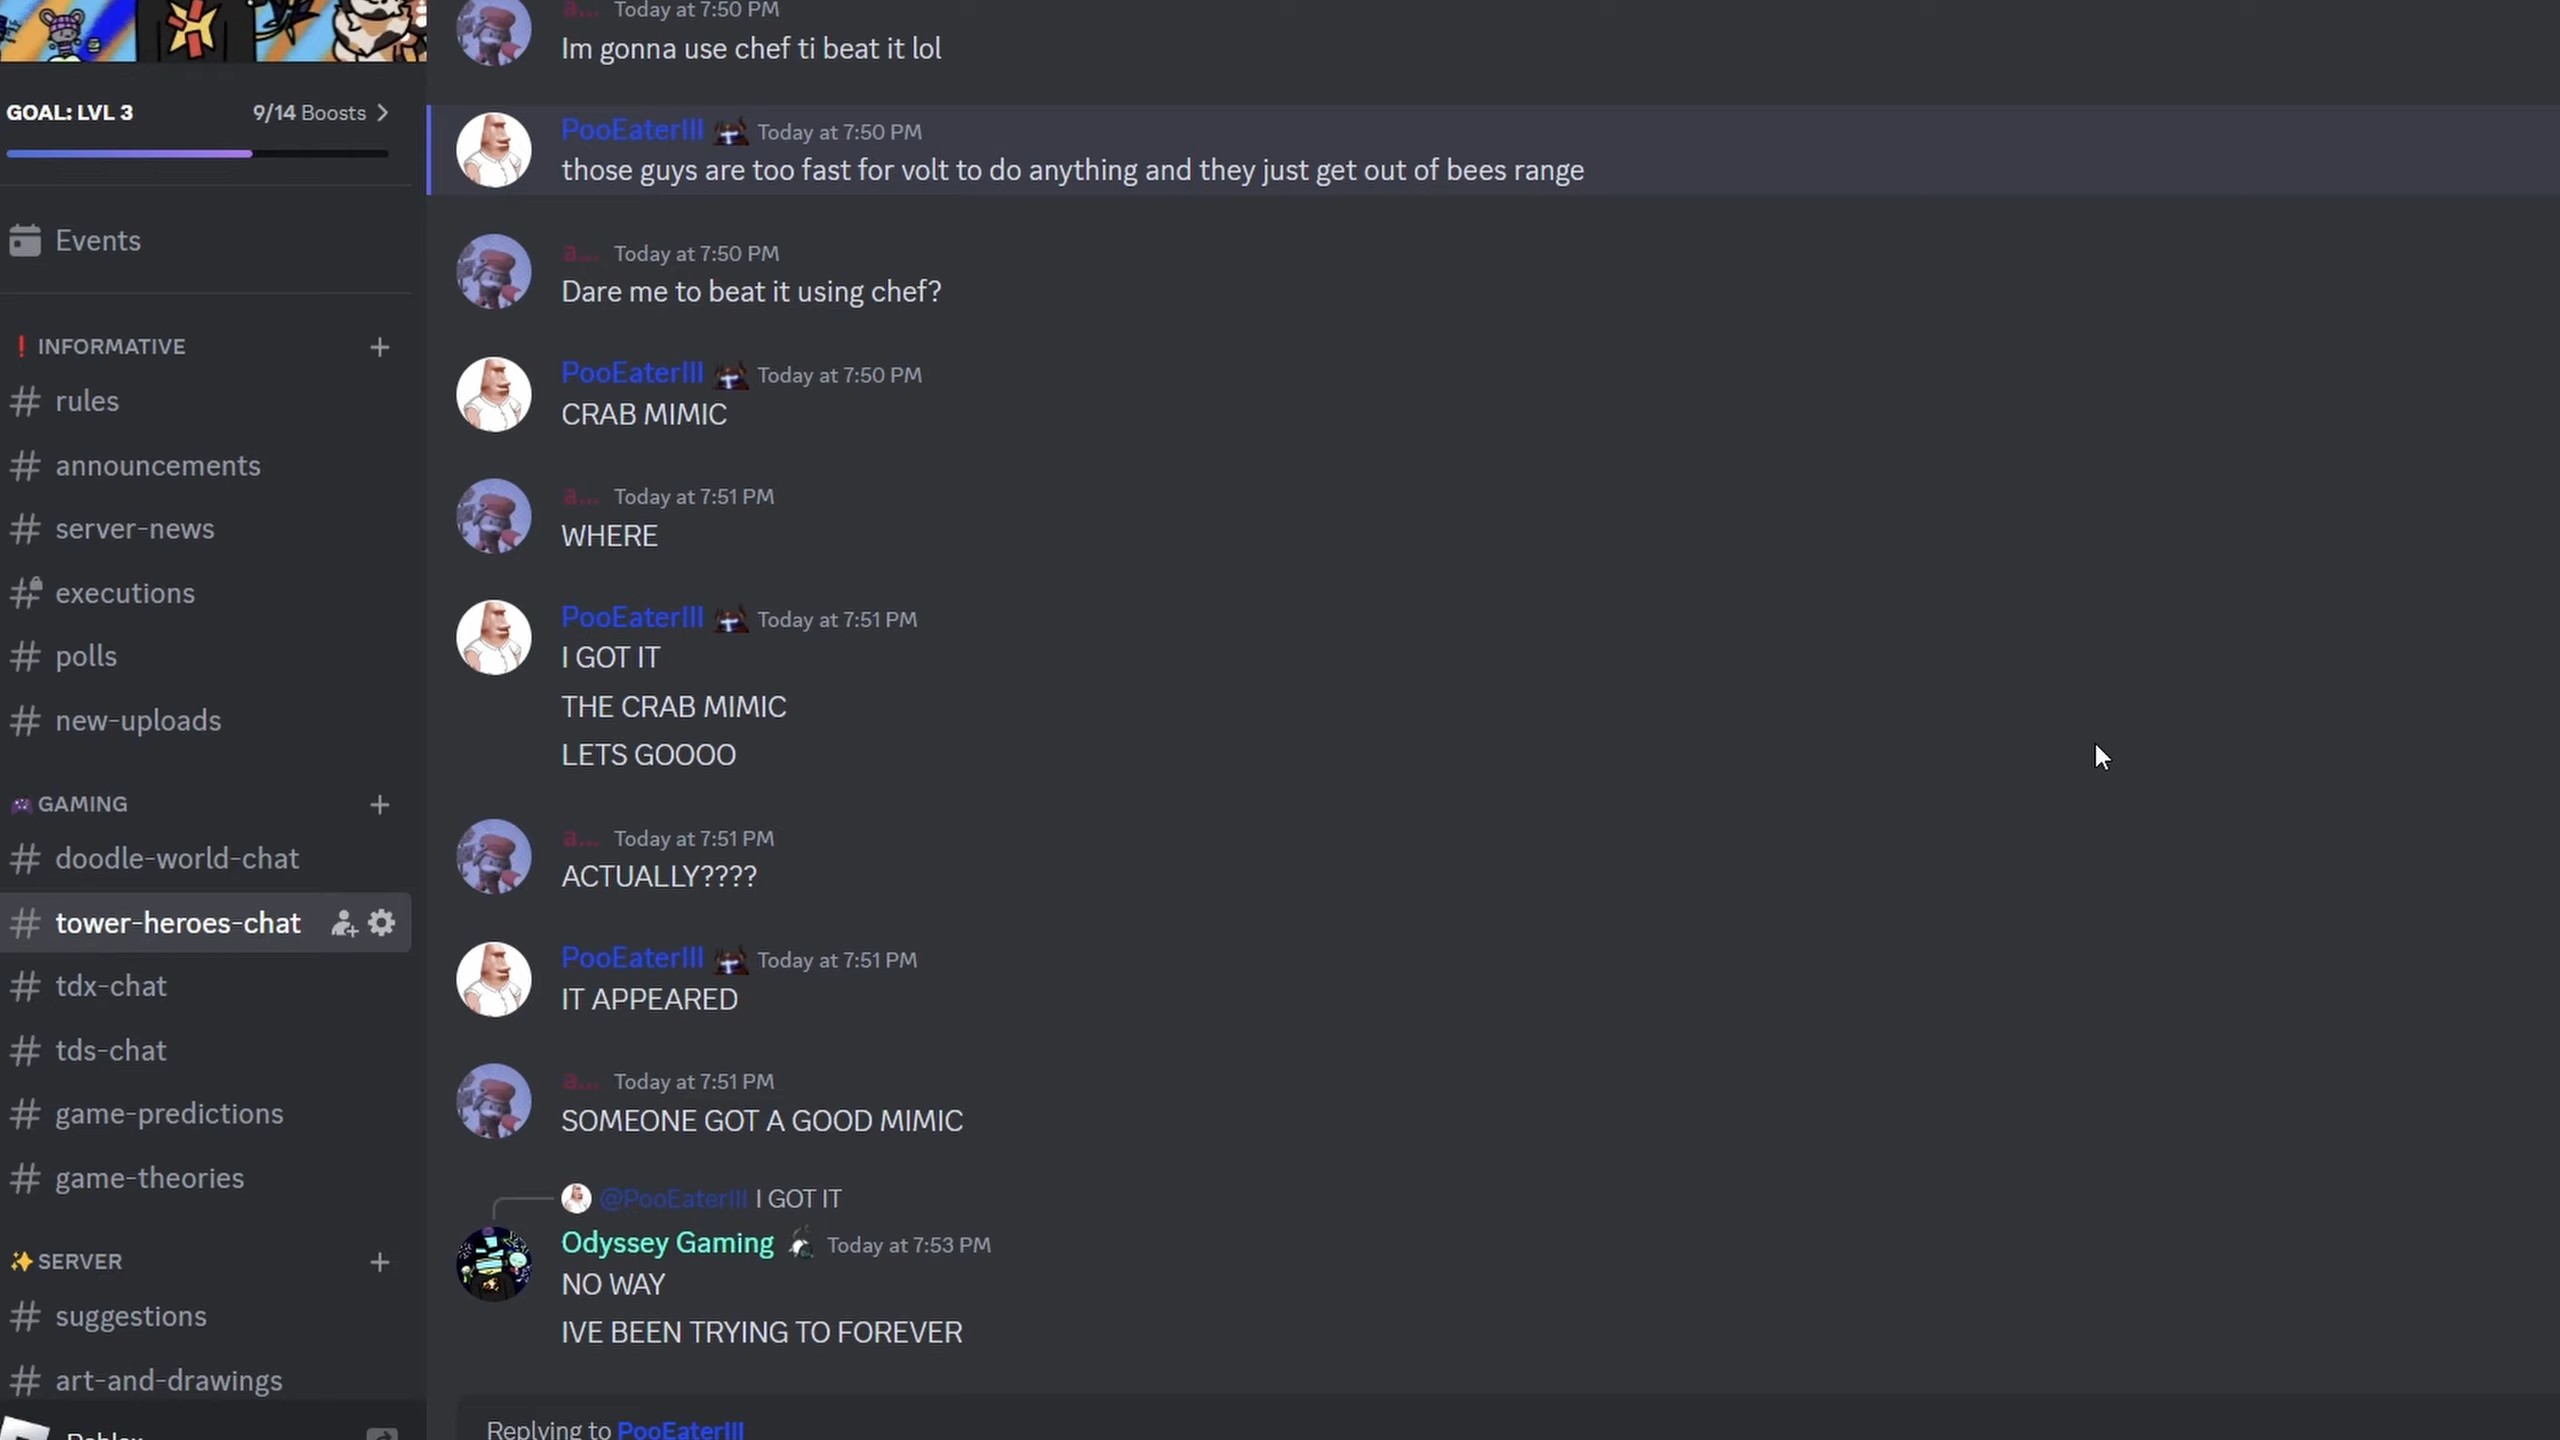 GOAL: LVL 3
9/14 Boosts
Events
INFORMATIVE
rules
announcements
server-news
executions
polls
new-uploads
GAMING
doodle-world-chat
tower-heroes-chat
tdx-chat
tds-chat
game-predictions
game-theories
SERVER
suggestions
art-and-drawings
a... Today at 7:50 PM
Im gonna use chef ti beat it lol
PooEaterIII Today at 7:50 PM
those guys are too fast for volt to do anything and they just get out of bees range
a... Today at 7:50 PM
Dare me to beat it using chef?
PooEaterIII Today at 7:50 PM
CRAB MIMIC
a... Today at 7:51 PM
WHERE
PooEaterIII Today at 7:51 PM
I GOT IT
THE CRAB MIMIC
LETS GOOOO
a... Today at 7:51 PM
ACTUALLY????
PooEaterIII Today at 7:51 PM
IT APPEARED
a... Today at 7:51 PM
SOMEONE GOT A GOOD MIMIC
@PooEaterIII I GOT IT
Odyssey Gaming Today at 7:53 PM
NO WAY
IVE BEEN TRYING TO FOREVER
Replying to PooEaterIII